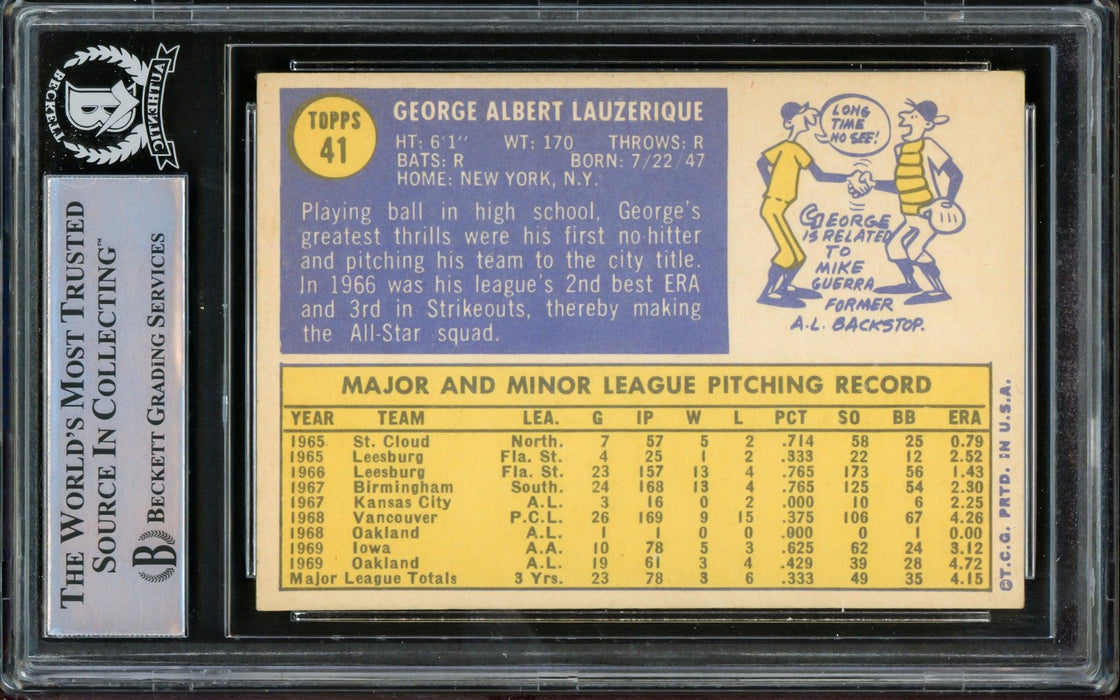 BECKETT AUTHENTIC
B
THE WORLD'S MOST TRUSTED
SOURCE IN COLLECTING™
B BECKETT GRADING SERVICES
TOPPS
41
GEORGE ALBERT LAUZERIQUE
HT: 6'1" WT: 170 THROWS: R
BATS: R BORN: 7/22/47
HOME: NEW YORK, N.Y.
Playing ball in high school, George's
greatest thrills were his first no-hitter
and pitching his team to the city title.
In 1966 was his league's 2nd best ERA
and 3rd in Strikeouts, thereby making
the All-Star squad.
LONG
TIME
NO SEE!
GEORGE
IS RELATED
TO
MIKE
GUERRA
FORMER
A.L. BACKSTOP.
MAJOR AND MINOR LEAGUE PITCHING RECORD
YEAR TEAM LEA. G IP W L PCT SO BB ERA
1965 St. Cloud North. 7 57 5 2 .714 58 25 0.79
1965 Leesburg Fla. St. 4 25 1 2 .333 22 12 2.52
1966 Leesburg Fla. St. 23 157 13 4 .765 173 56 1.43
1967 Birmingham South. 24 168 13 4 .765 125 54 2.30
1967 Kansas City A.L. 3 16 0 2 .000 10 6 2.25
1968 Vancouver P.C.L. 26 169 9 15 .375 106 67 4.26
1968 Oakland A.L. 1 1 0 0 .000 0 1 0.00
1969 Iowa A.A. 10 78 5 3 .625 62 24 3.12
1969 Oakland A.L. 19 61 3 4 .429 39 28 4.72
Major League Totals 3 Yrs. 23 78 3 6 .333 49 35 4.15
©T.C.G. PRTD. IN U.S.A.